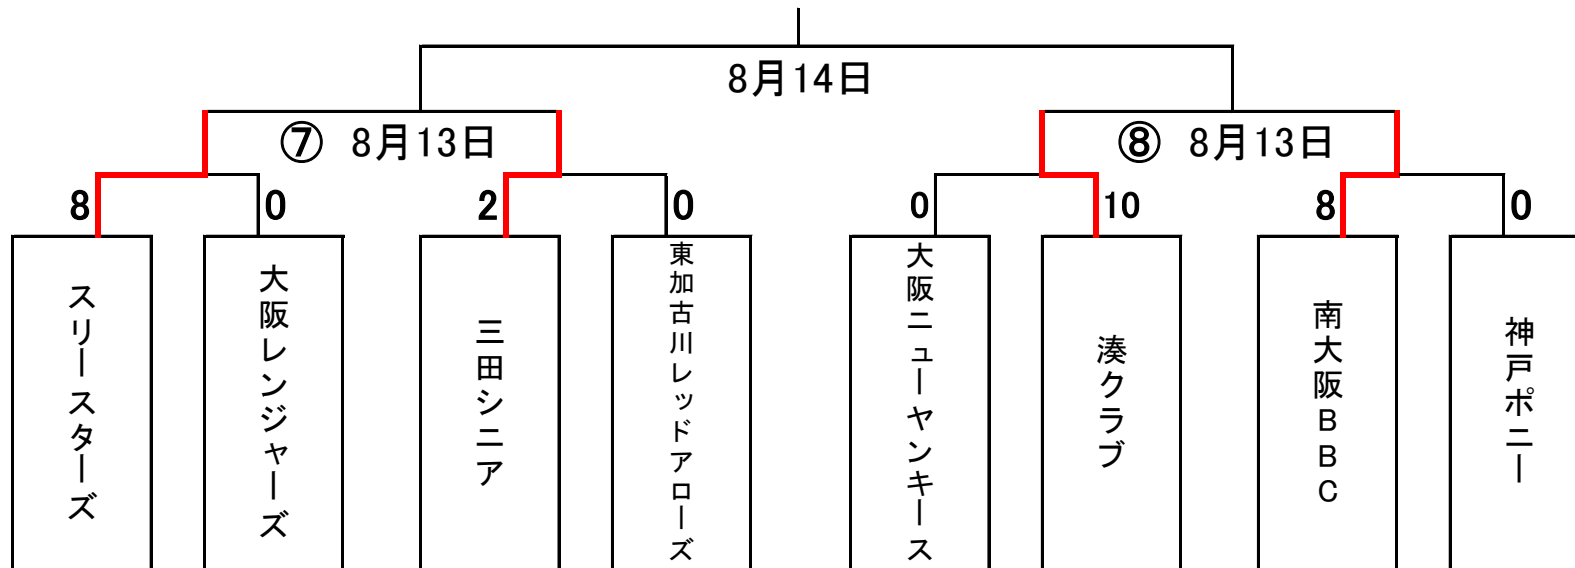 8月14日
⑦ 8月13日
⑧ 8月13日
8
0
2
0
0
10
8
0
スリースターズ
大阪レンジャーズ
三田シニア
東加古川レッドアローズ
大阪ニューヤンキース
湊クラブ
南大阪BBC
神戸ポニー